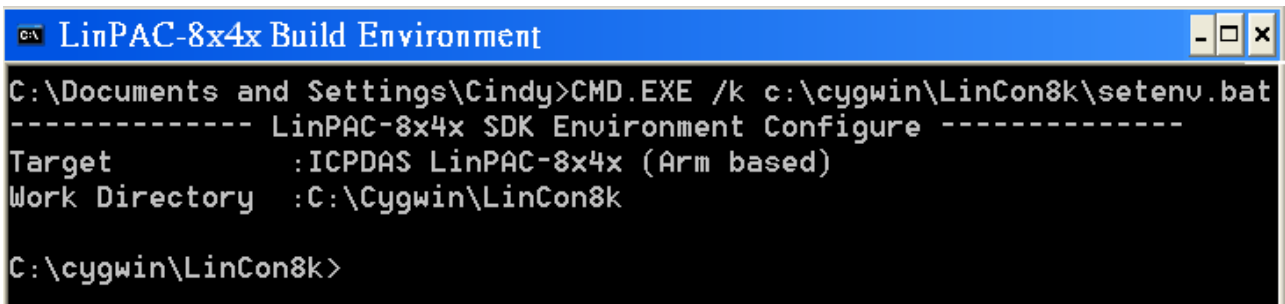 LinPAC-8x4x Build Environment
C:\Documents and Settings\Cindy>CMD.EXE /k c:\cygwin\LinCon8k\setenv.bat
-------------- LinPAC-8x4x SDK Environment Configure --------------
Target            :ICPDAS LinPAC-8x4x (Arm based)
Work Directory  :C:\Cygwin\LinCon8k
C:\cygwin\LinCon8k>